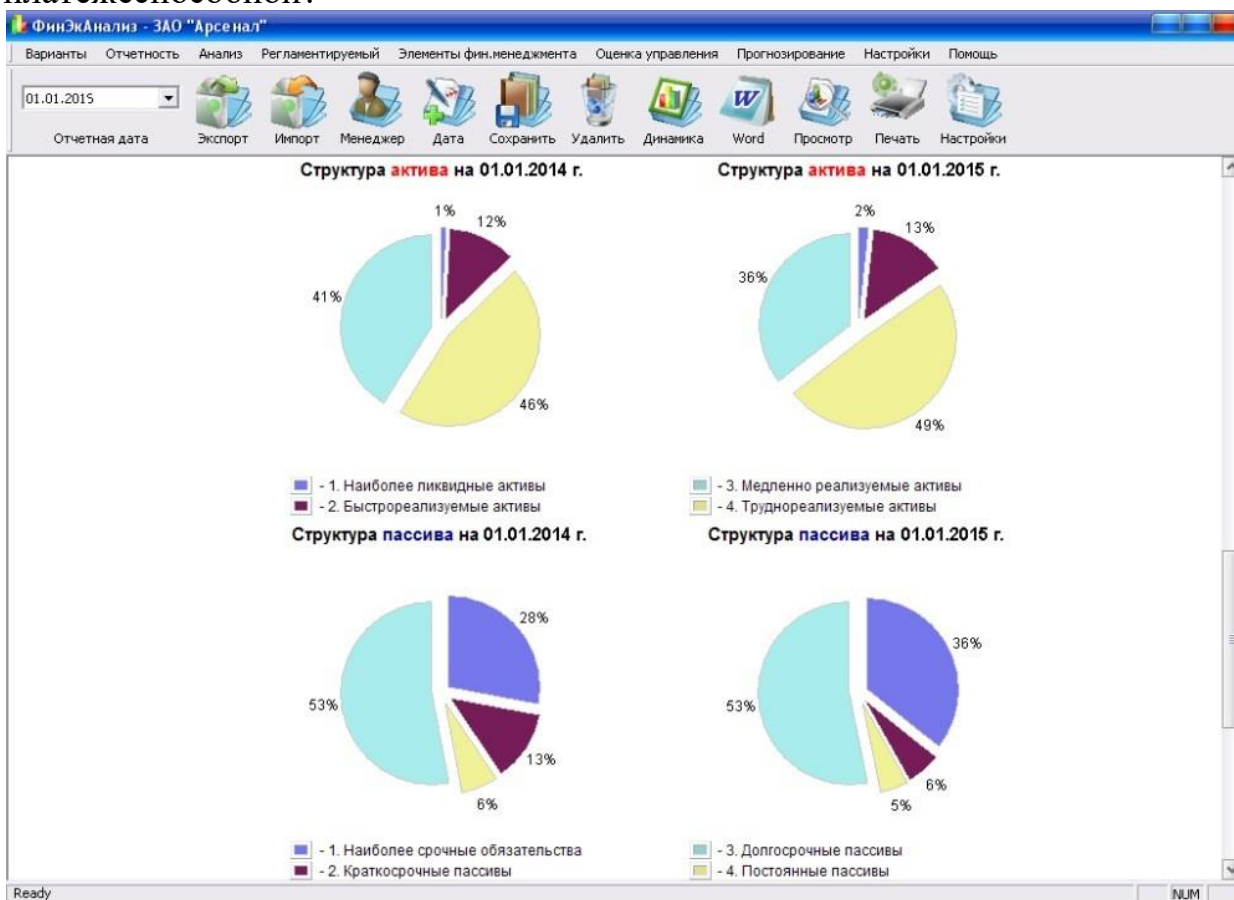 платежеспособной?
ФинЭкАнализ - ЗАО "Арсенал"
Варианты Отчетность Анализ Регламентируемый Элементы фин.менеджмента Оценка управления Прогнозирование Настройки Помощь
01.01.2015
Отчетная дата Экспорт Импорт Менеджер Дата Сохранить Удалить Динамика Word Просмотр Печать Настройки
Структура актива на 01.01.2014 г. Структура актива на 01.01.2015 г.
1% 2%
12% 13%
41% 36%
46% 49%
- 1. Наиболее ликвидные активы - 3. Медленно реализуемые активы
- 2. Быстрореализуемые активы - 4. Труднореализуемые активы
Структура пассива на 01.01.2014 г. Структура пассива на 01.01.2015 г.
28% 36%
53% 53%
13% 6%
6% 5%
- 1. Наиболее срочные обязательства - 3. Долгосрочные пассивы
- 2. Краткосрочные пассивы - 4. Постоянные пассивы
Ready NUM